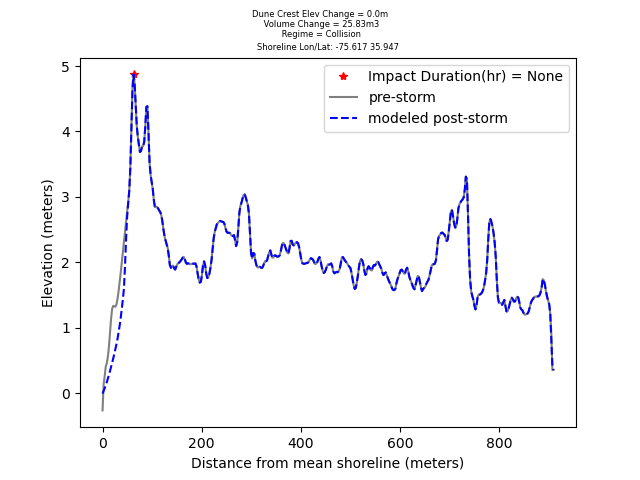 Dune Crest Elev Change = 0.0m
Volume Change = 25.83m3
Regime = Collision
Shoreline Lon/Lat: -75.617 35.947
Impact Duration(hr) = None
pre-storm
modeled post-storm
5
4
3
2
1
0
Elevation (meters)
0 200 400 600 800
Distance from mean shoreline (meters)